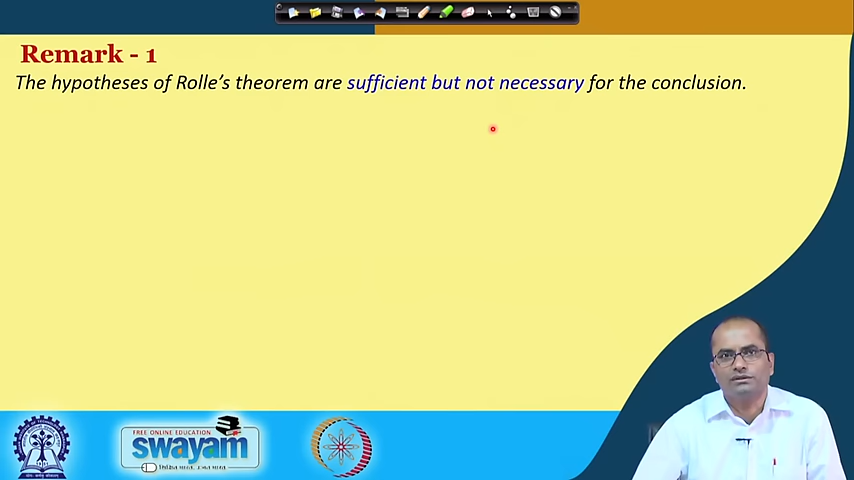 Remark - 1
The hypotheses of Rolle's theorem are sufficient but not necessary for the conclusion.
FREE ONLINE EDUCATION
swayam